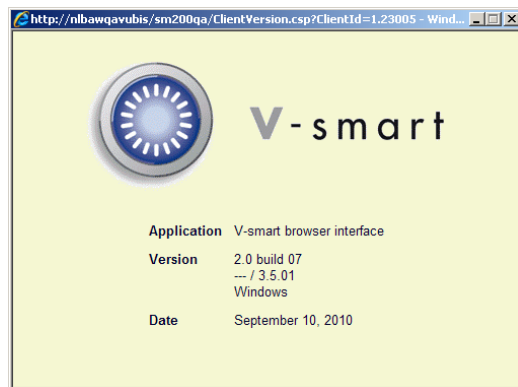 http://nlbawqavubis/sm200qa/ClientVersion.csp?ClientId=1.23005 - Wind...
V-smart
Application V-smart browser interface
Version 2.0 build 07
--- / 3.5.01
Windows
Date September 10, 2010